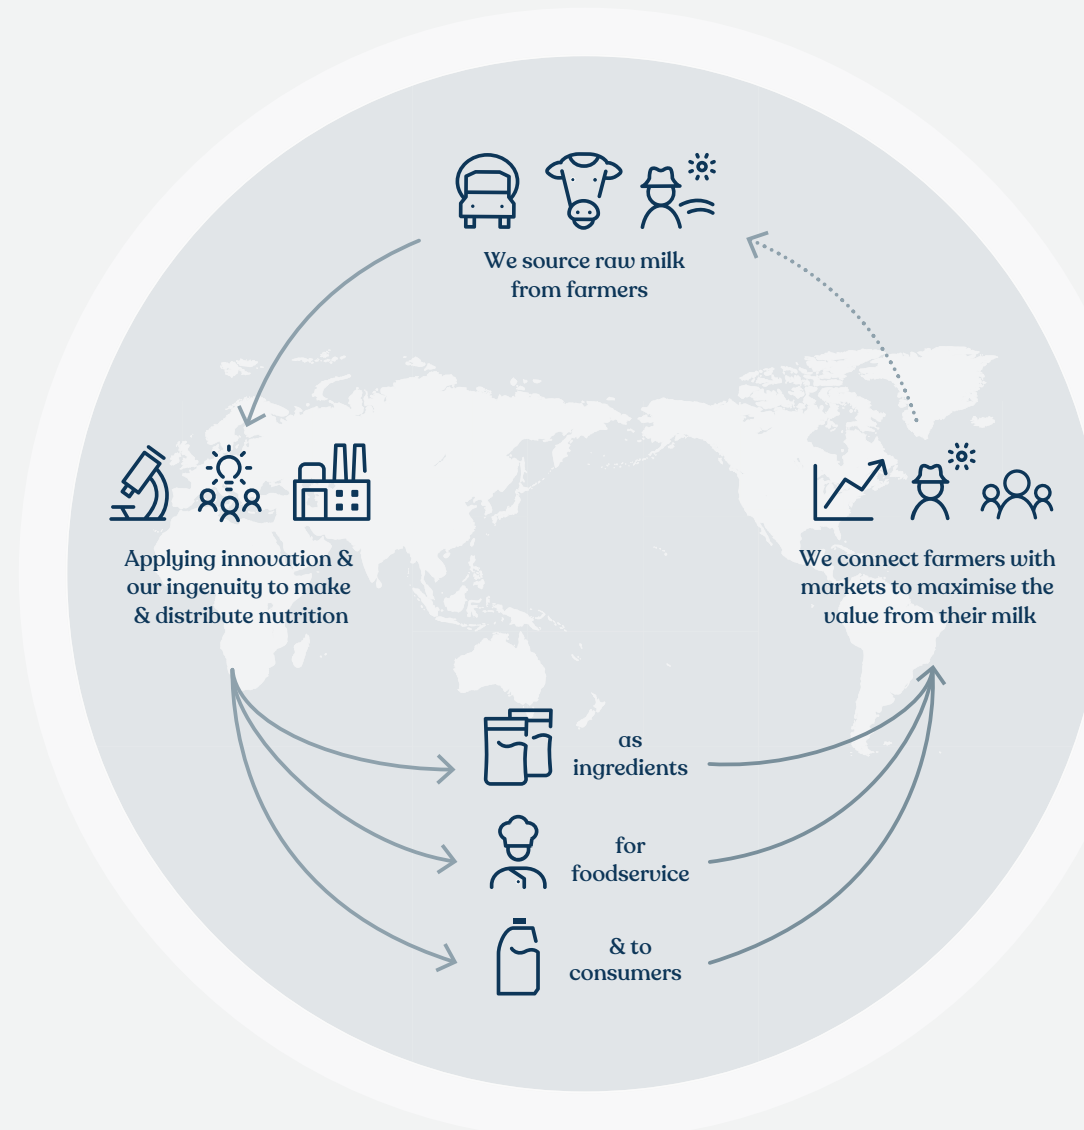 We source raw milk
from farmers
Applying innovation &
our ingenuity to make
& distribute nutrition
We connect farmers with
markets to maximise the
value from their milk
as
ingredients
for
foodservice
& to
consumers